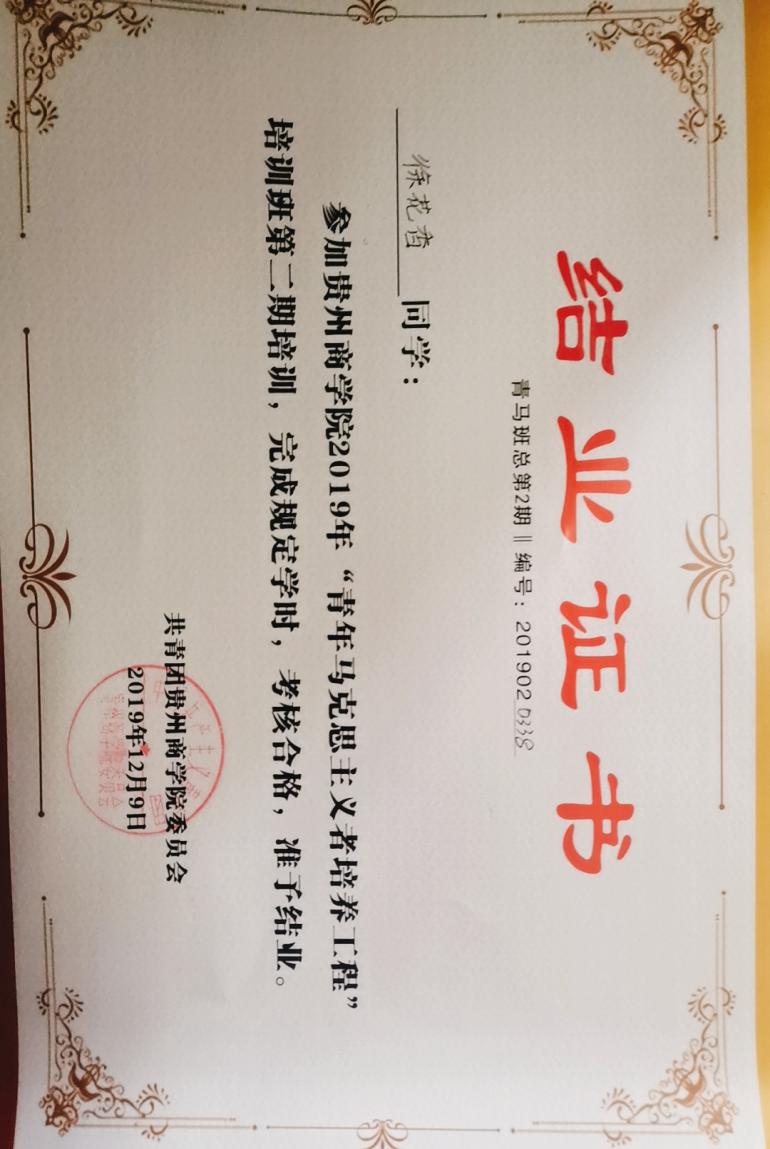 结业证书
青马班总第2期 || 编号：201902D338
徐花香同学：
参加贵州商学院2019年“青年马克思主义者培养工程”
培训班第二期培训，完成规定学时，考核合格，准予结业。
共青团贵州商学院委员会
2019年12月9日